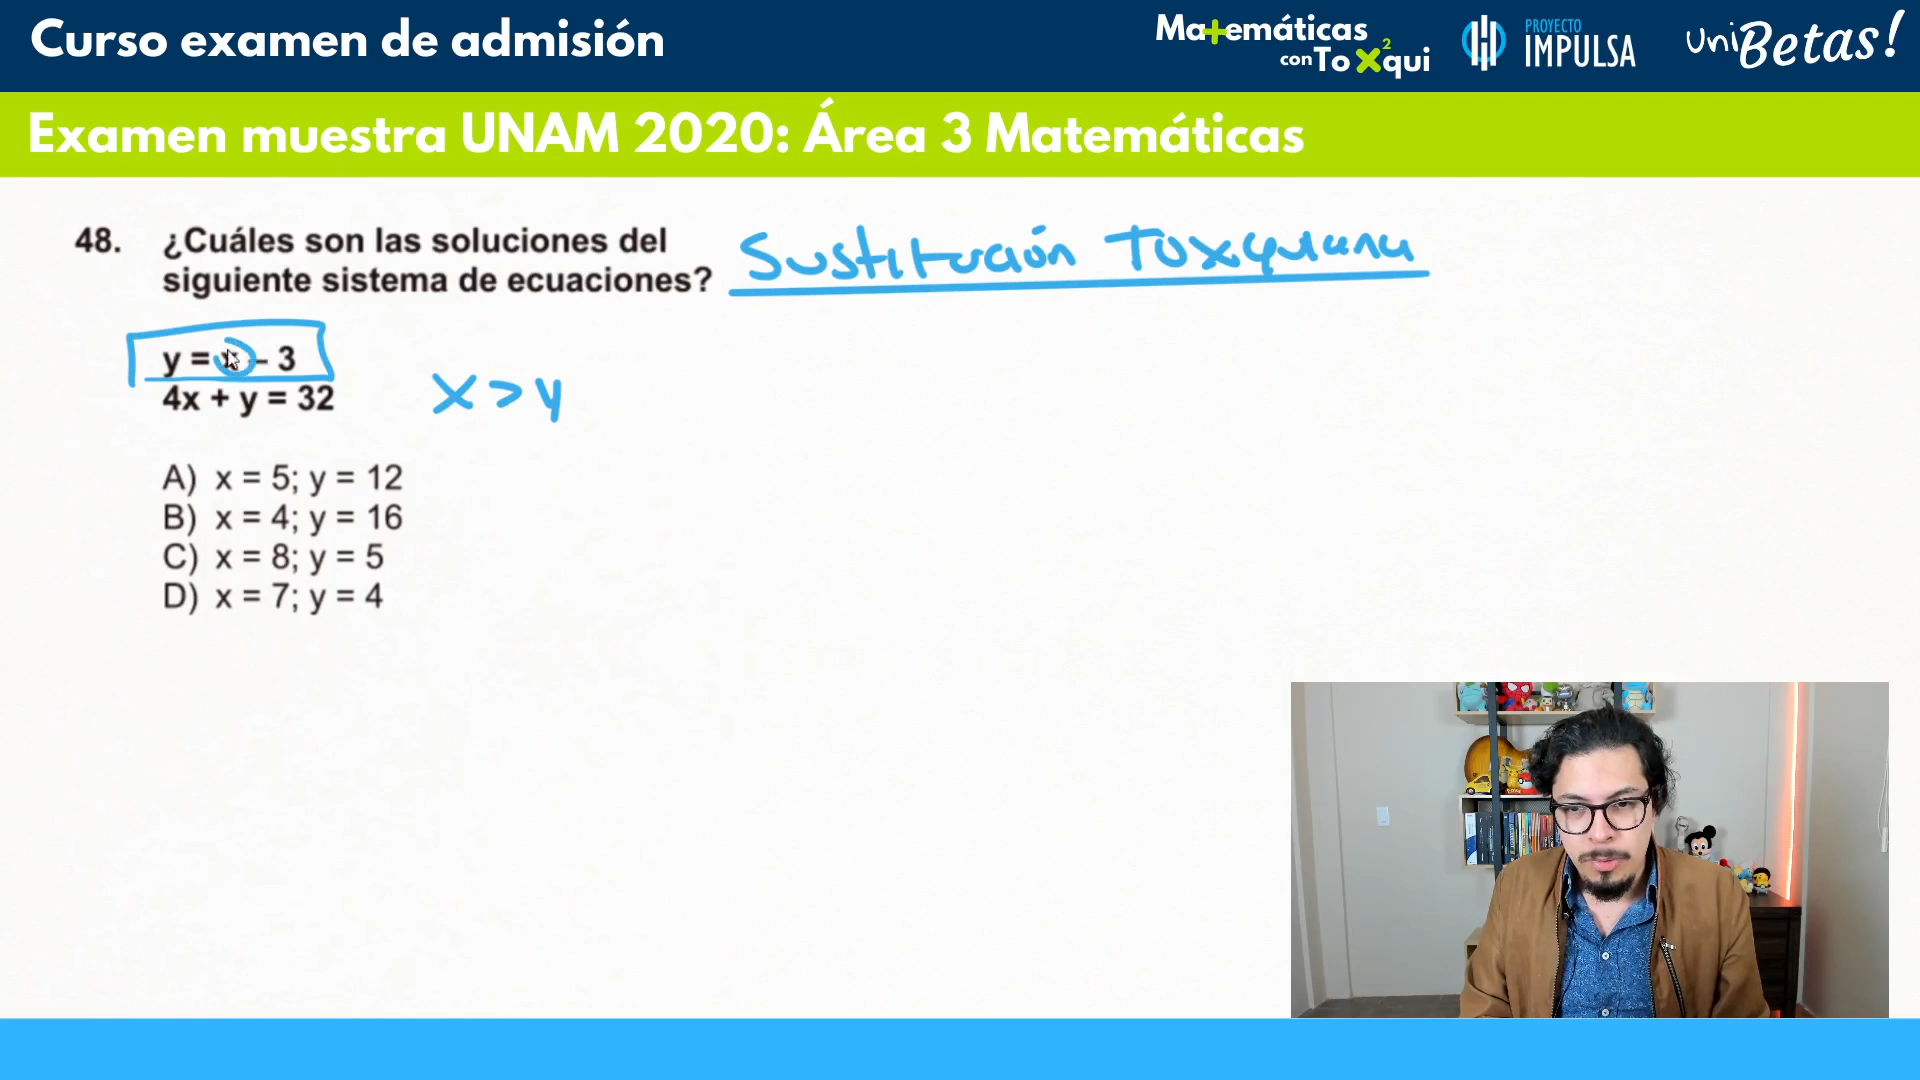 Curso examen de admisión
Matemáticas
con Toxqui
2
PROYECTO
IMPULSA
uniBetas!
Examen muestra UNAM 2020: Área 3 Matemáticas
48. ¿Cuáles son las soluciones del
siguiente sistema de ecuaciones?
Sustitución Toxquiana
y = x – 3
4x + y = 32
x > y
A) x = 5; y = 12
B) x = 4; y = 16
C) x = 8; y = 5
D) x = 7; y = 4